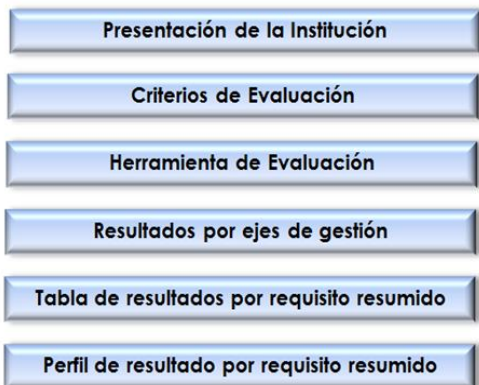 Presentación de la Institución
Criterios de Evaluación
Herramienta de Evaluación
Resultados por ejes de gestión
Tabla de resultados por requisito resumido
Perfil de resultado por requisito resumido